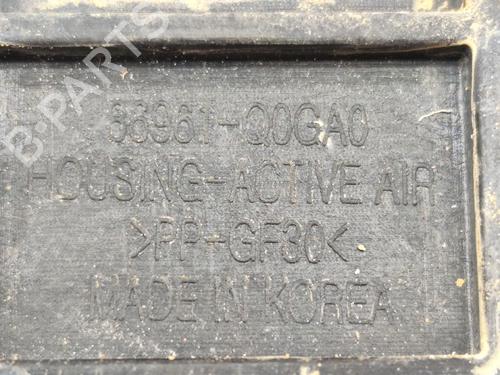 B-PARTS
86961-Q0GA0
HOUSING-ACTIVE AIR
>PP-GF30<
MADE IN KOREA